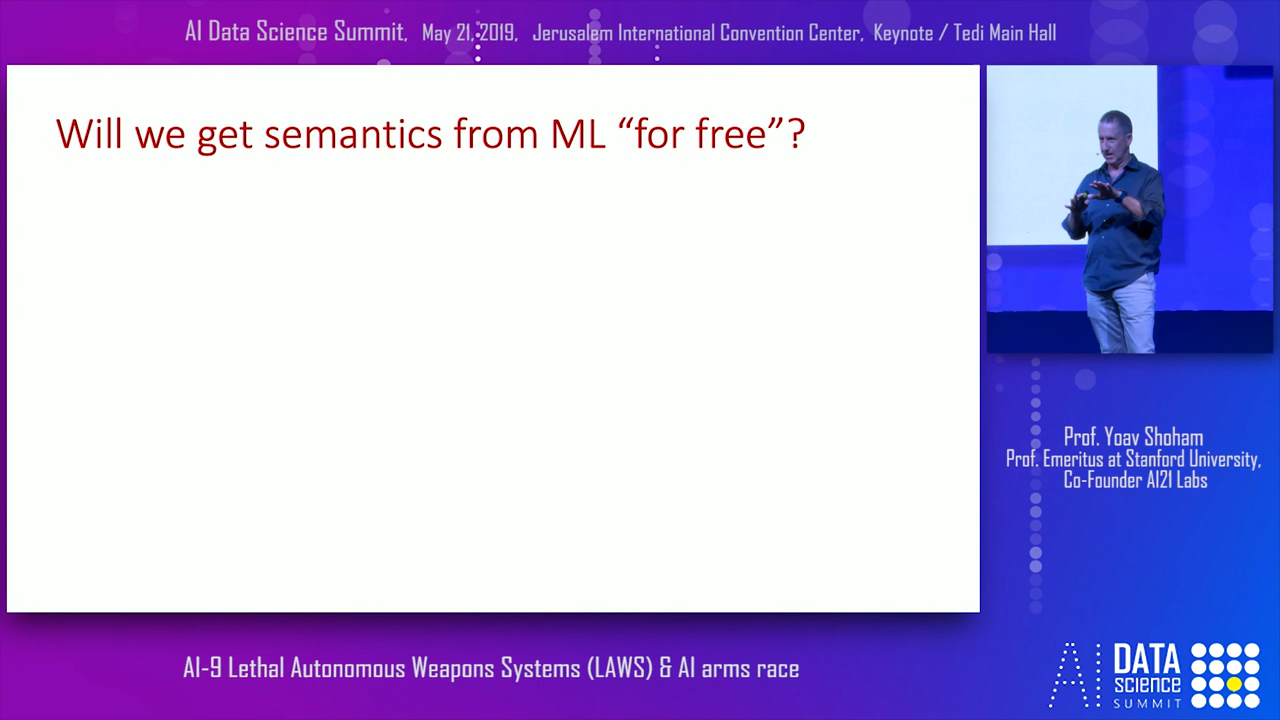 AI Data Science Summit, May 21, 2019, Jerusalem International Convention Center, Keynote / Tedi Main Hall
Will we get semantics from ML “for free”?
Prof. Yoav Shoham
Prof. Emeritus at Stanford University,
Co-Founder AI21 Labs
AI-9 Lethal Autonomous Weapons Systems (LAWS) & AI arms race
AI DATA
science
SUMMIT